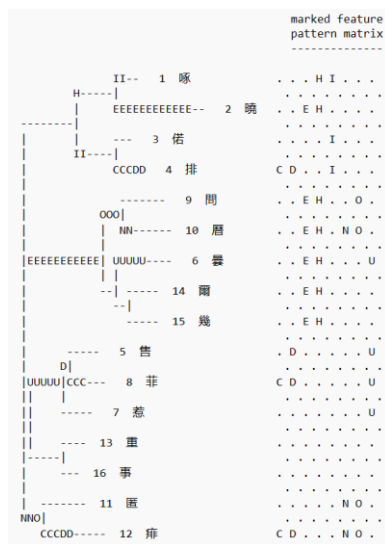 marked feature
pattern matrix
--------------
II-- 1 啄 . . . H I . . .
H-----| . . . . . . . .
| EEEEEEEEEEEE-- 2 曉 . . E H . . . .
--------| . . . . . . . .
| | --- 3 偌 . . . . I . . .
| II----| . . . . . . . .
| CCCDD 4 排 C D . . I . . .
| . . . . . . . .
| ------- 9 問 . . E H . . O .
| OOO| . . . . . . . .
| | NN------ 10 曆 . . E H . N O .
| | . . . . . . . .
|EEEEEEEEEEE| UUUUU---- 6 曇 . . E H . . . U
| | | . . . . . . . .
| --| ----- 14 爾 . . E H . . . .
| --| . . . . . . . .
| ----- 15 幾 . . E H . . . .
| . . . . . . . .
| ----- 5 售 . D . . . . . U
| D| . . . . . . . .
|UUUUU|CCC--- 8 菲 C D . . . . . U
|| | . . . . . . . .
|| ----- 7 惹 . . . . . . . U
|| . . . . . . . .
|| ---- 13 重 . . . . . . . .
|-----| . . . . . . . .
| --- 16 事 . . . . . . . .
| . . . . . . . .
| ------- 11 匿 . . . . . N O .
NNO| . . . . . . . .
CCCDD----- 12 痱 C D . . . N O .